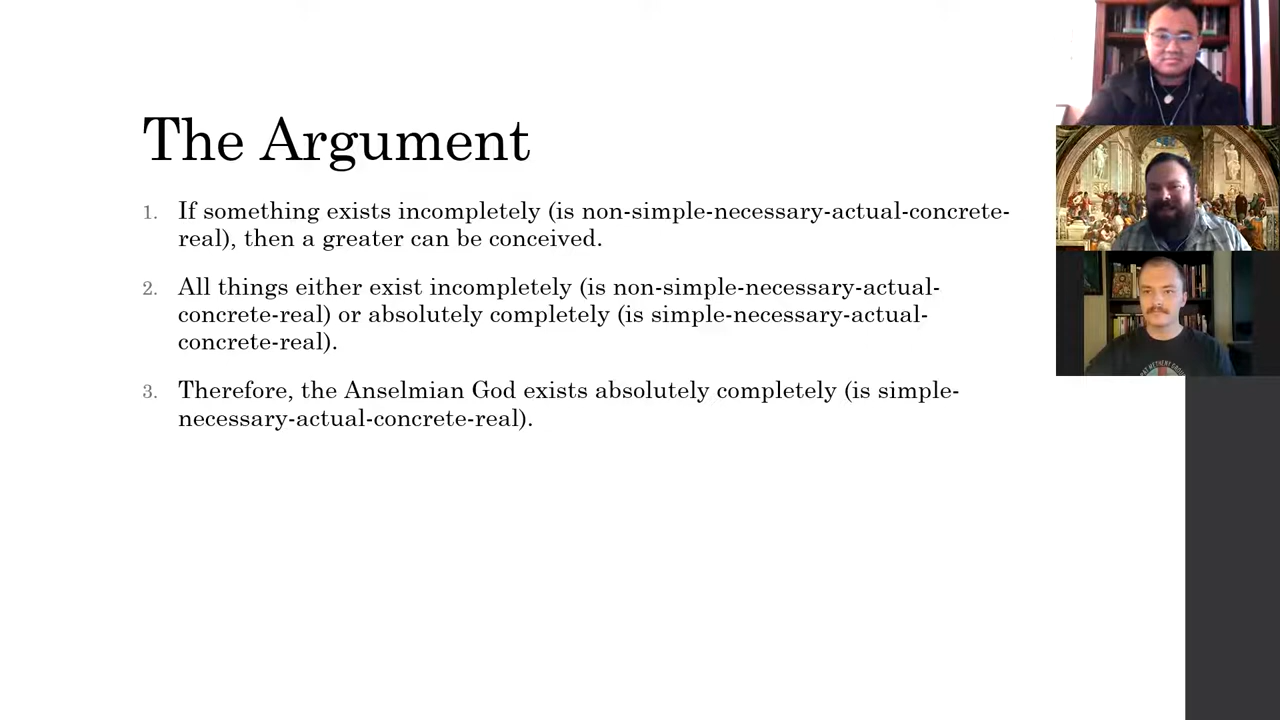 The Argument
1. If something exists incompletely (is non-simple-necessary-actual-concrete-
real), then a greater can be conceived.
2. All things either exist incompletely (is non-simple-necessary-actual-
concrete-real) or absolutely completely (is simple-necessary-actual-
concrete-real).
3. Therefore, the Anselmian God exists absolutely completely (is simple-
necessary-actual-concrete-real).